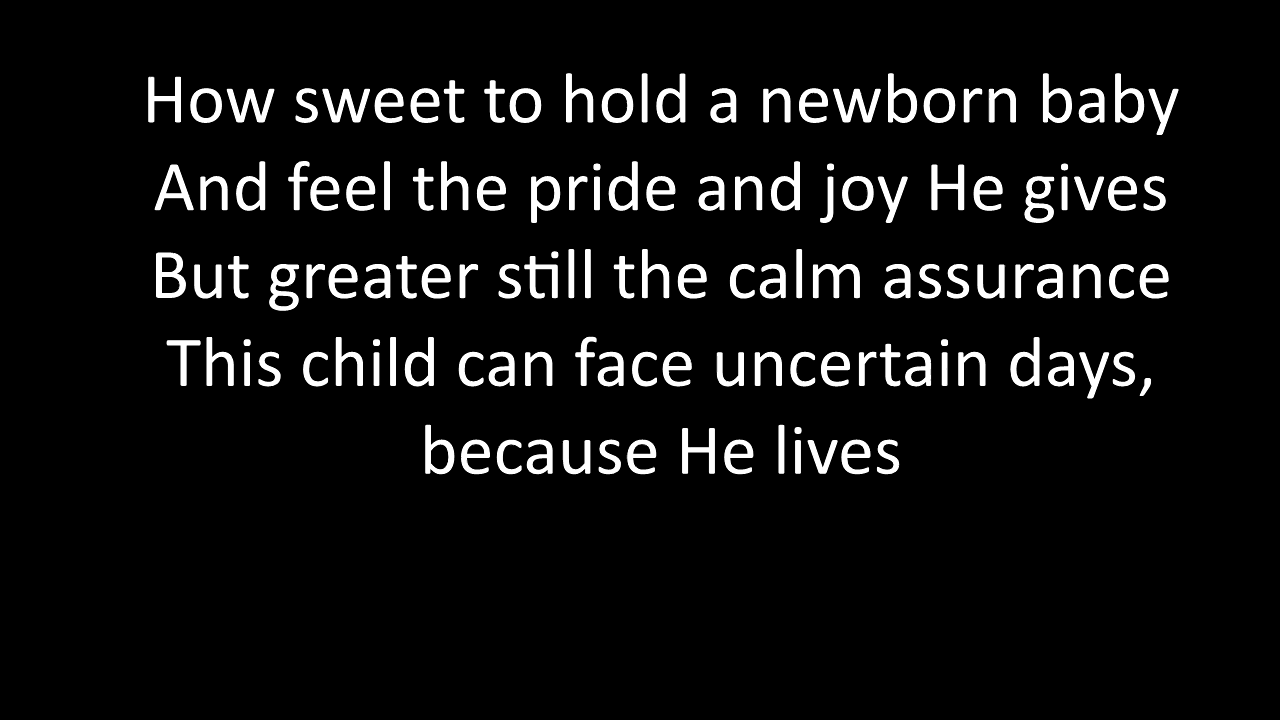 How sweet to hold a newborn baby
And feel the pride and joy He gives
But greater still the calm assurance
This child can face uncertain days,
because He lives